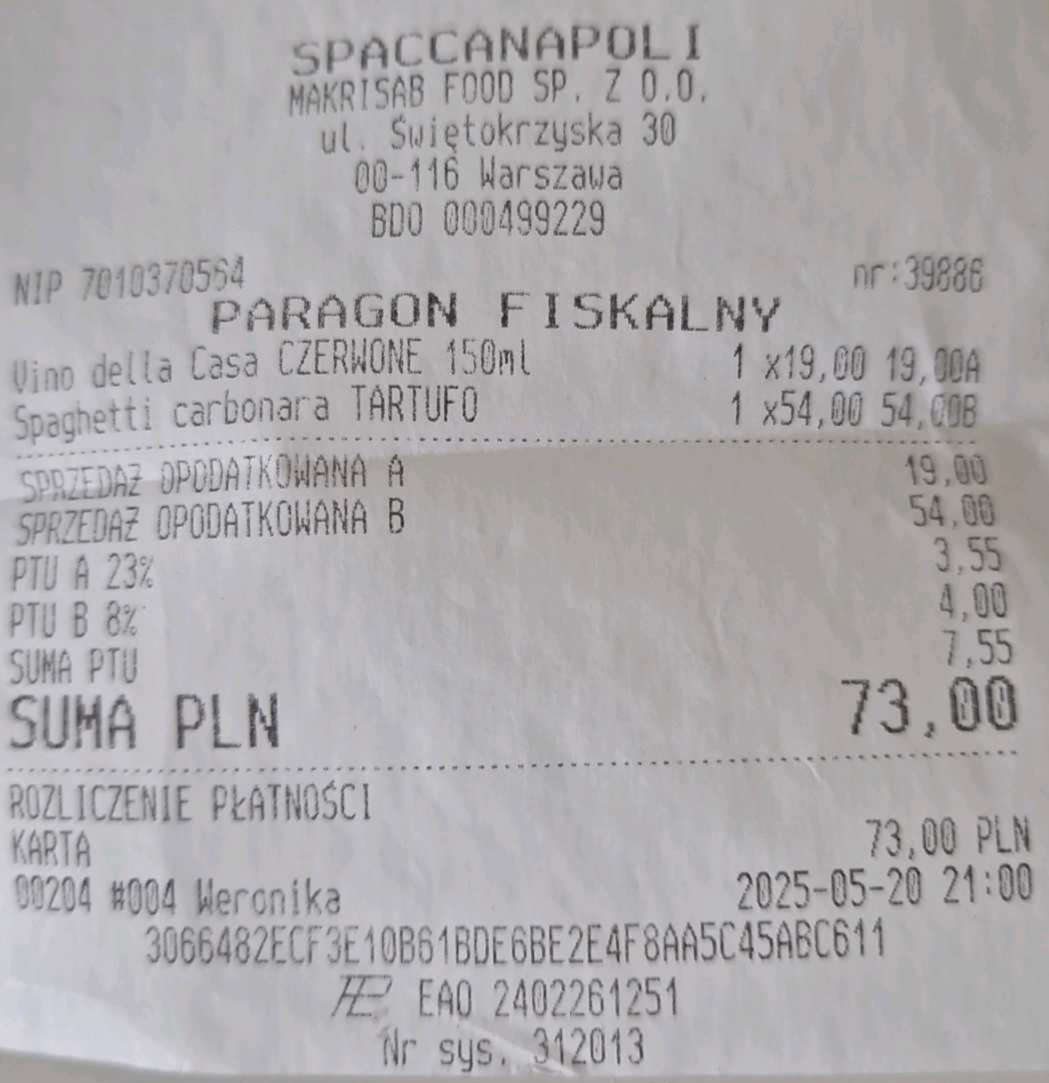 SPACCANAPOLI
MAKRISAB FOOD SP. Z O.O.
ul. Świętokrzyska 30
00-116 Warszawa
BDO 000499229
NIP 7010370564 nr:39886
PARAGON FISKALNY
Vino della Casa CZERWONE 150ml 1 x19,00 19,00A
Spaghetti carbonara TARTUFO 1 x54,00 54,00B
SPRZEDAŻ OPODATKOWANA A 19,00
SPRZEDAŻ OPODATKOWANA B 54,00
PTU A 23% 3,55
PTU B 8% 4,00
SUMA PTU 7,55
SUMA PLN 73,00
ROZLICZENIE PŁATNOŚCI
KARTA 73,00 PLN
00204 #004 Weronika 2025-05-20 21:00
3066482ECF3E10B61BDE6BE2E4F8AA5C45ABC611
EAO 2402261251
Nr sys. 312013